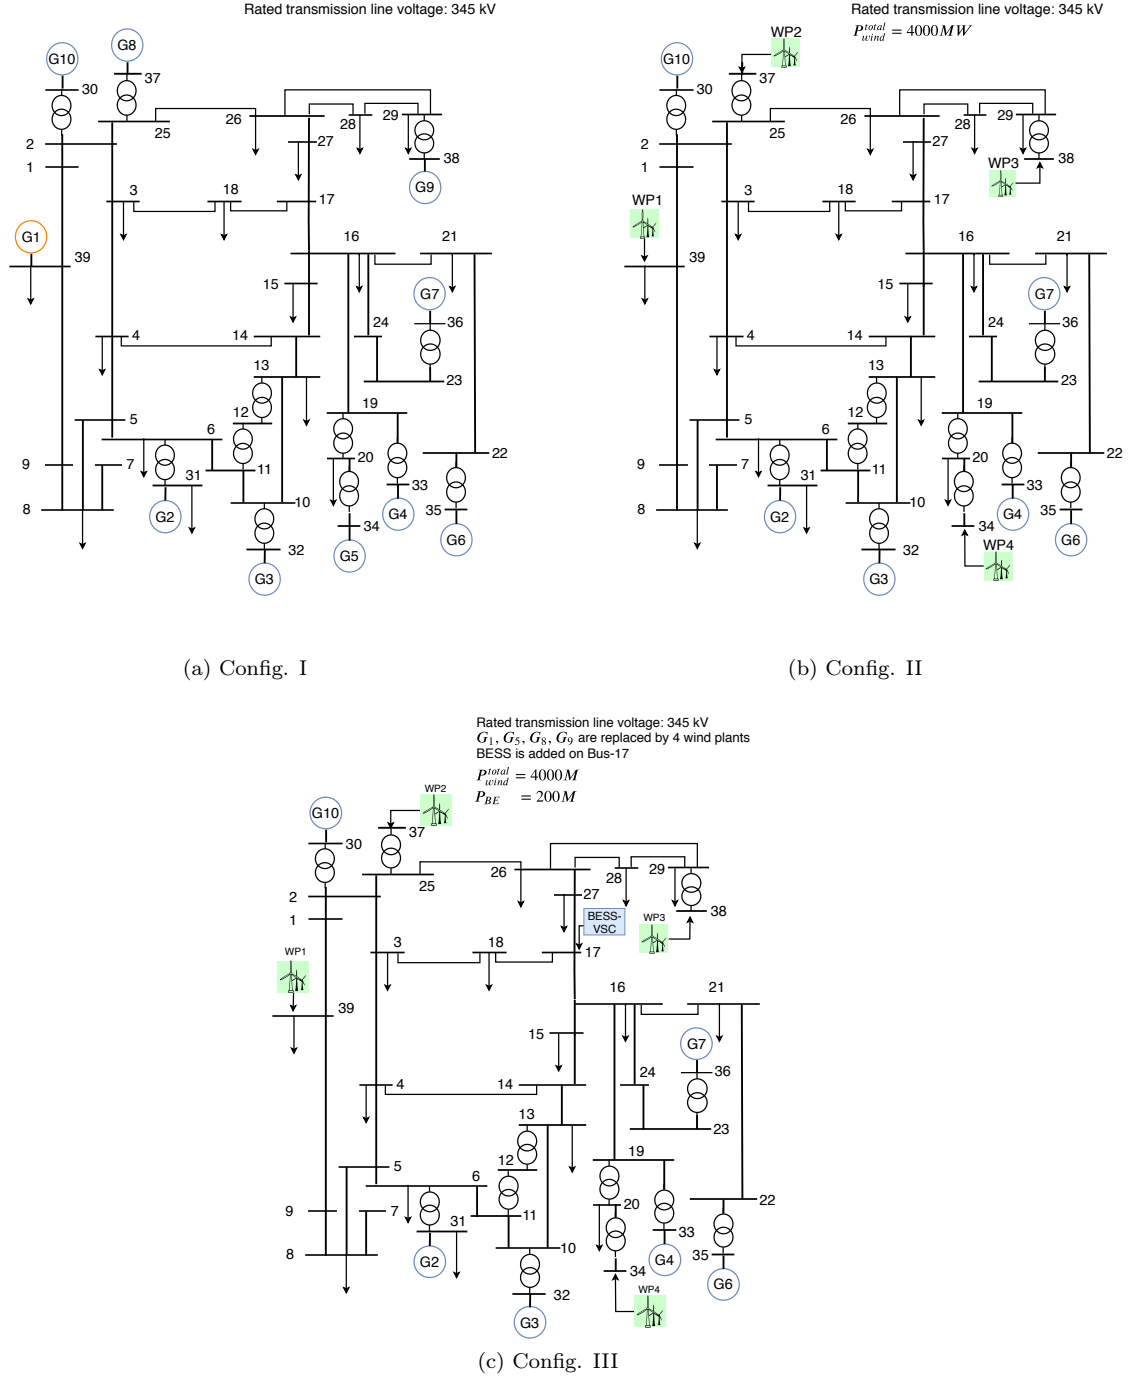 Rated transmission line voltage: 345 kV
G10
G8
37
30
25
26
28
29
27
38
G9
2
1
3
18
17
G1
39
16
21
15
G7
36
24
23
4
14
13
12
19
5
6
11
20
22
9
7
31
10
33
8
G2
32
34
G4
35
G5
G6
G3
(a) Config. I
Rated transmission line voltage: 345 kV
P_wind^total = 4000MW
WP2
G10
37
30
25
26
28
29
27
38
WP3
2
1
3
18
17
WP1
39
16
21
15
G7
36
24
23
4
14
13
12
19
5
6
11
20
22
9
7
31
10
33
8
G2
32
34
G4
35
WP4
G6
G3
(b) Config. II
Rated transmission line voltage: 345 kV
G1, G5, G8, G9 are replaced by 4 wind plants
BESS is added on Bus-17
P_wind^total = 4000M
P_BE = 200M
WP2
G10
37
30
25
26
28
29
27
38
WP3
BESS-
VSC
2
1
3
18
17
WP1
39
16
21
15
G7
36
24
23
4
14
13
12
19
5
6
11
20
22
9
7
31
10
33
8
G2
32
34
G4
35
WP4
G6
G3
(c) Config. III